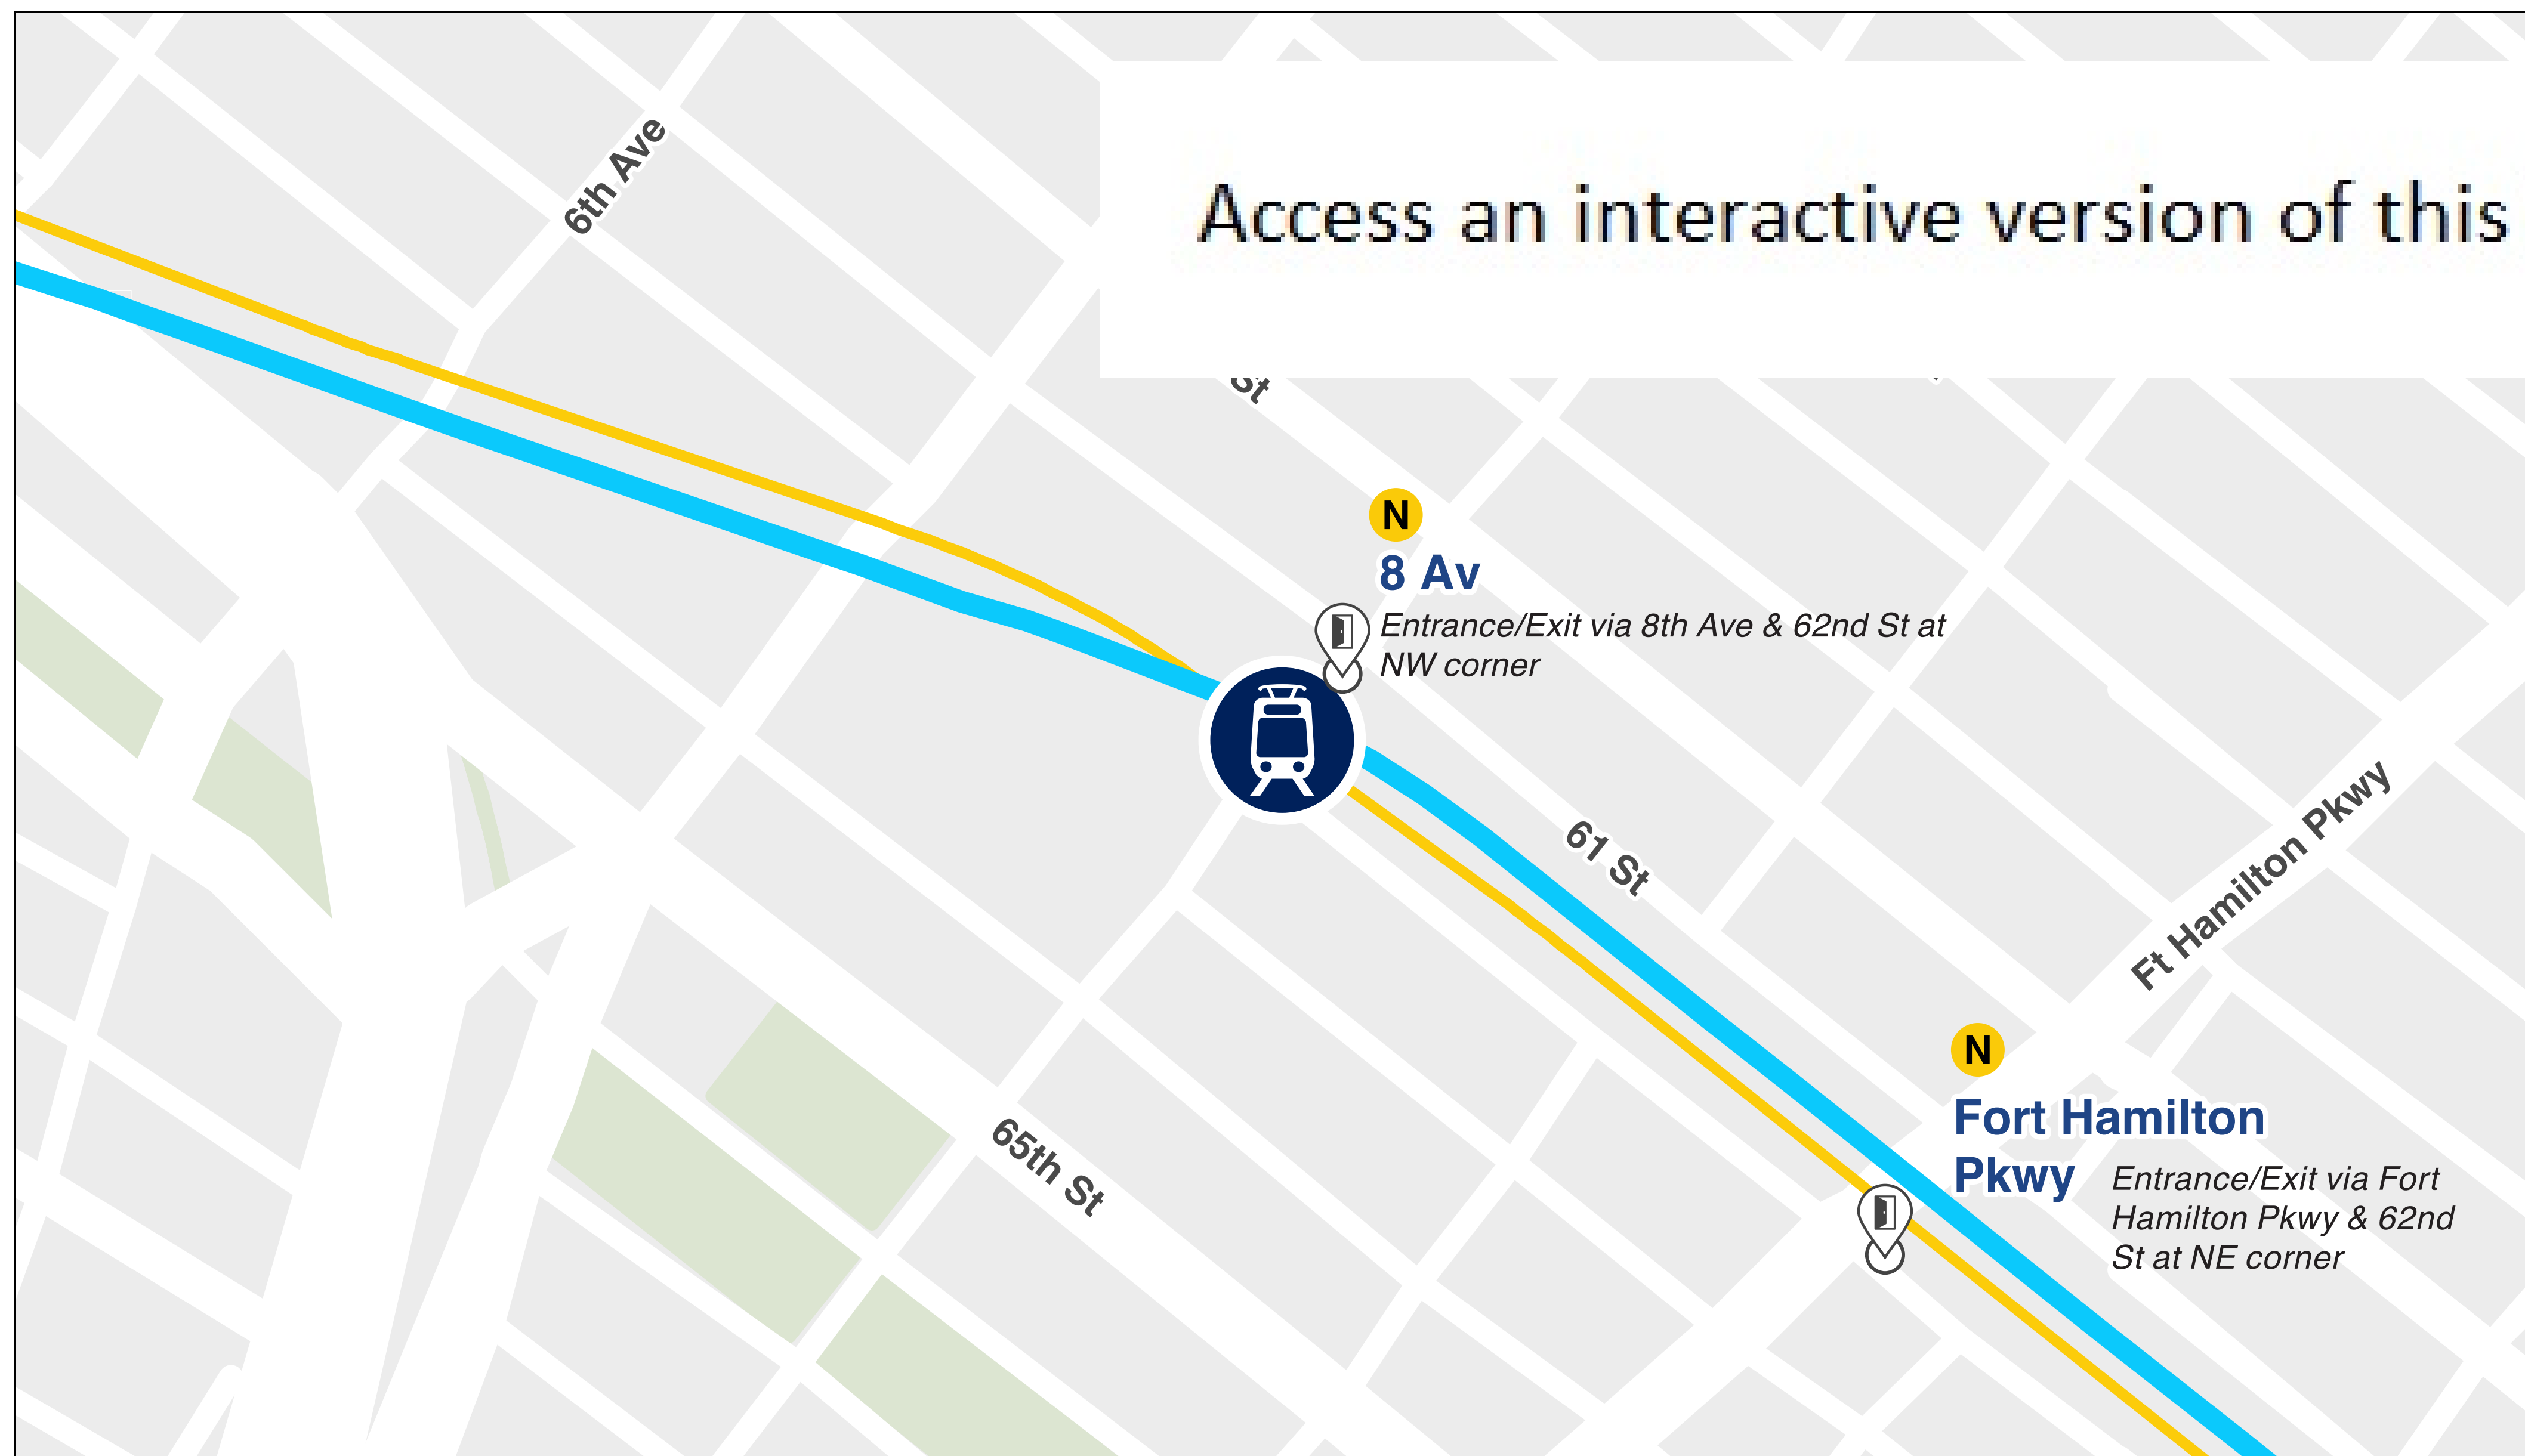 6th Ave
Access an interactive version of this
St
N
8 Av
Entrance/Exit via 8th Ave & 62nd St at
NW corner
61 St
Ft Hamilton Pkwy
N
Fort Hamilton
Pkwy
Entrance/Exit via Fort
Hamilton Pkwy & 62nd
St at NE corner
65th St